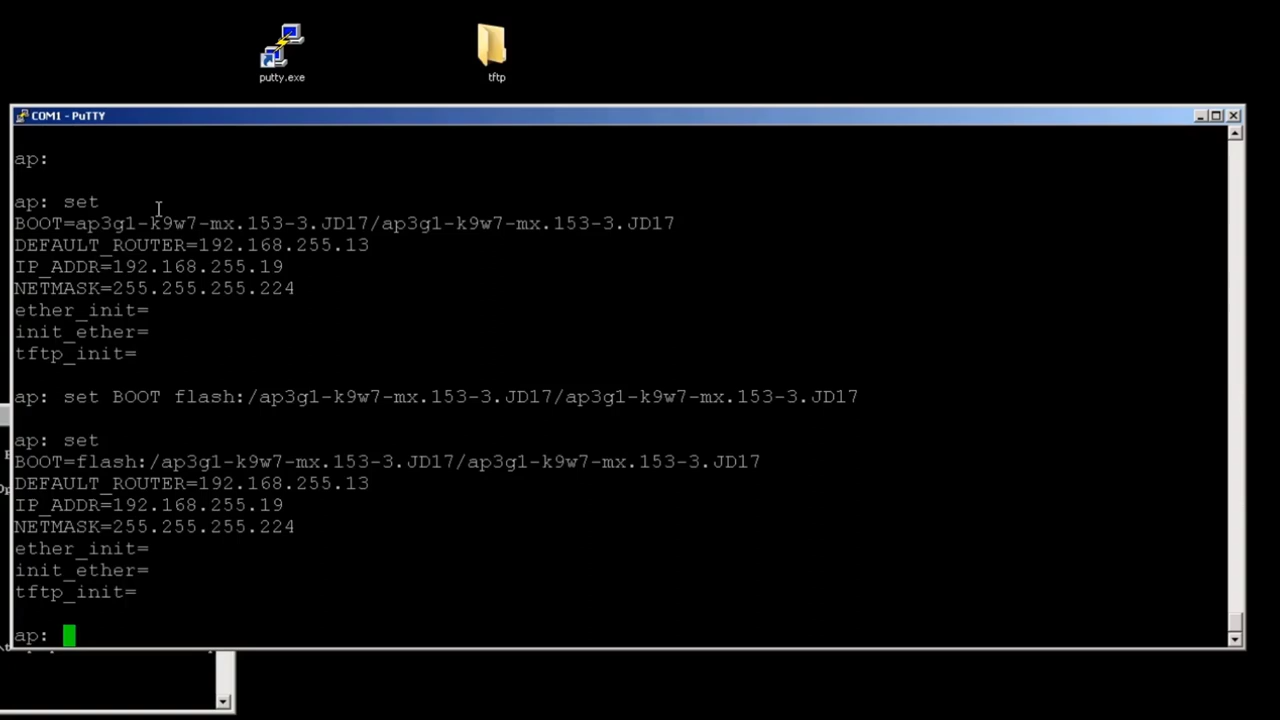 putty.exe
tftp
COM1 - PuTTY
ap:
ap: set
BOOT=ap3g1-k9w7-mx.153-3.JD17/ap3g1-k9w7-mx.153-3.JD17
DEFAULT_ROUTER=192.168.255.13
IP_ADDR=192.168.255.19
NETMASK=255.255.255.224
ether_init=
init_ether=
tftp_init=
ap: set BOOT flash:/ap3g1-k9w7-mx.153-3.JD17/ap3g1-k9w7-mx.153-3.JD17
ap: set
BOOT=flash:/ap3g1-k9w7-mx.153-3.JD17/ap3g1-k9w7-mx.153-3.JD17
DEFAULT_ROUTER=192.168.255.13
IP_ADDR=192.168.255.19
NETMASK=255.255.255.224
ether_init=
init_ether=
tftp_init=
ap: